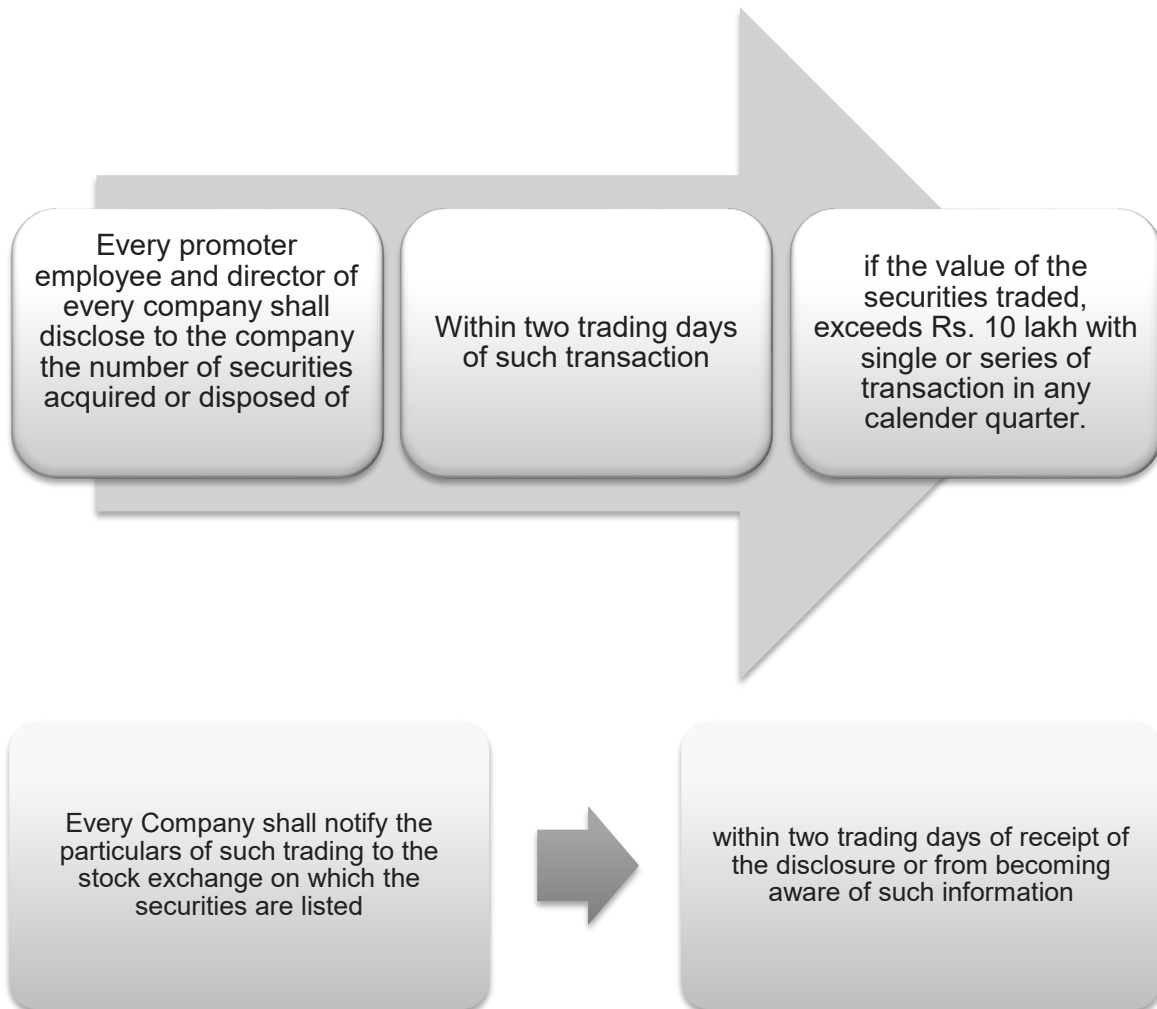 Every promoter
employee and director of
every company shall
disclose to the company
the number of securities
acquired or disposed of
Within two trading days
of such transaction
if the value of the
securities traded,
exceeds Rs. 10 lakh with
single or series of
transaction in any
calender quarter.
Every Company shall notify the
particulars of such trading to the
stock exchange on which the
securities are listed
within two trading days of receipt of
the disclosure or from becoming
aware of such information